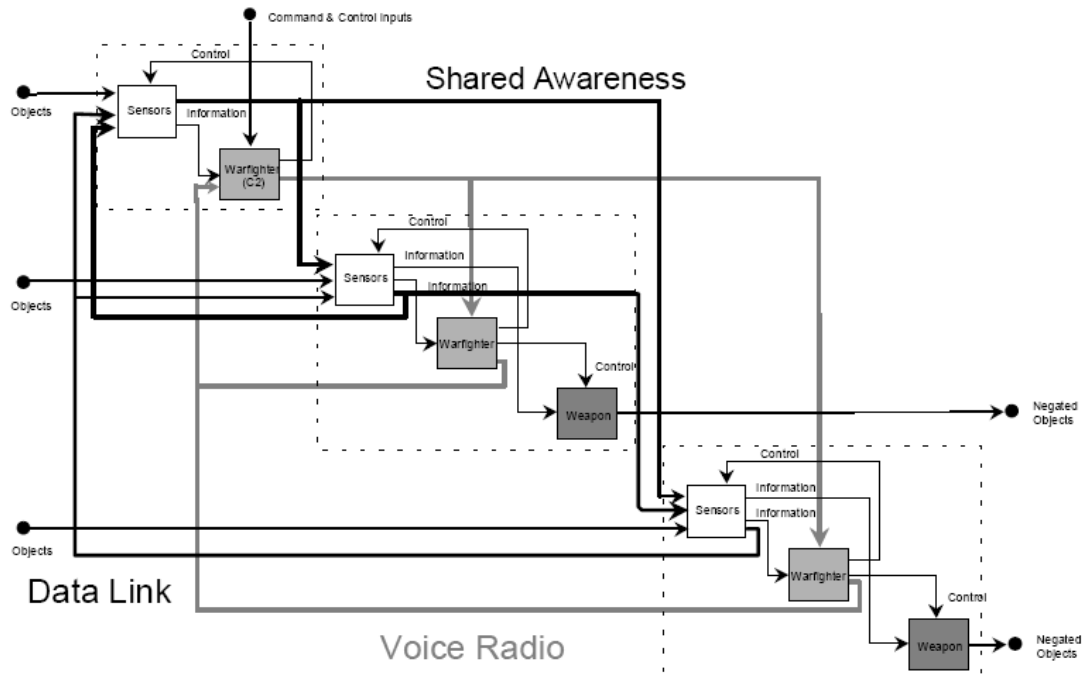 Command & Control Inputs
Control
Shared Awareness
Objects
Sensors
Information
Warfighter
(C2)
Control
Information
Objects
Sensors
Information
Warfighter
Control
Weapon
Negated
Objects
Control
Information
Sensors
Information
Objects
Warfighter
Data Link
Control
Voice Radio
Weapon
Negated
Objects